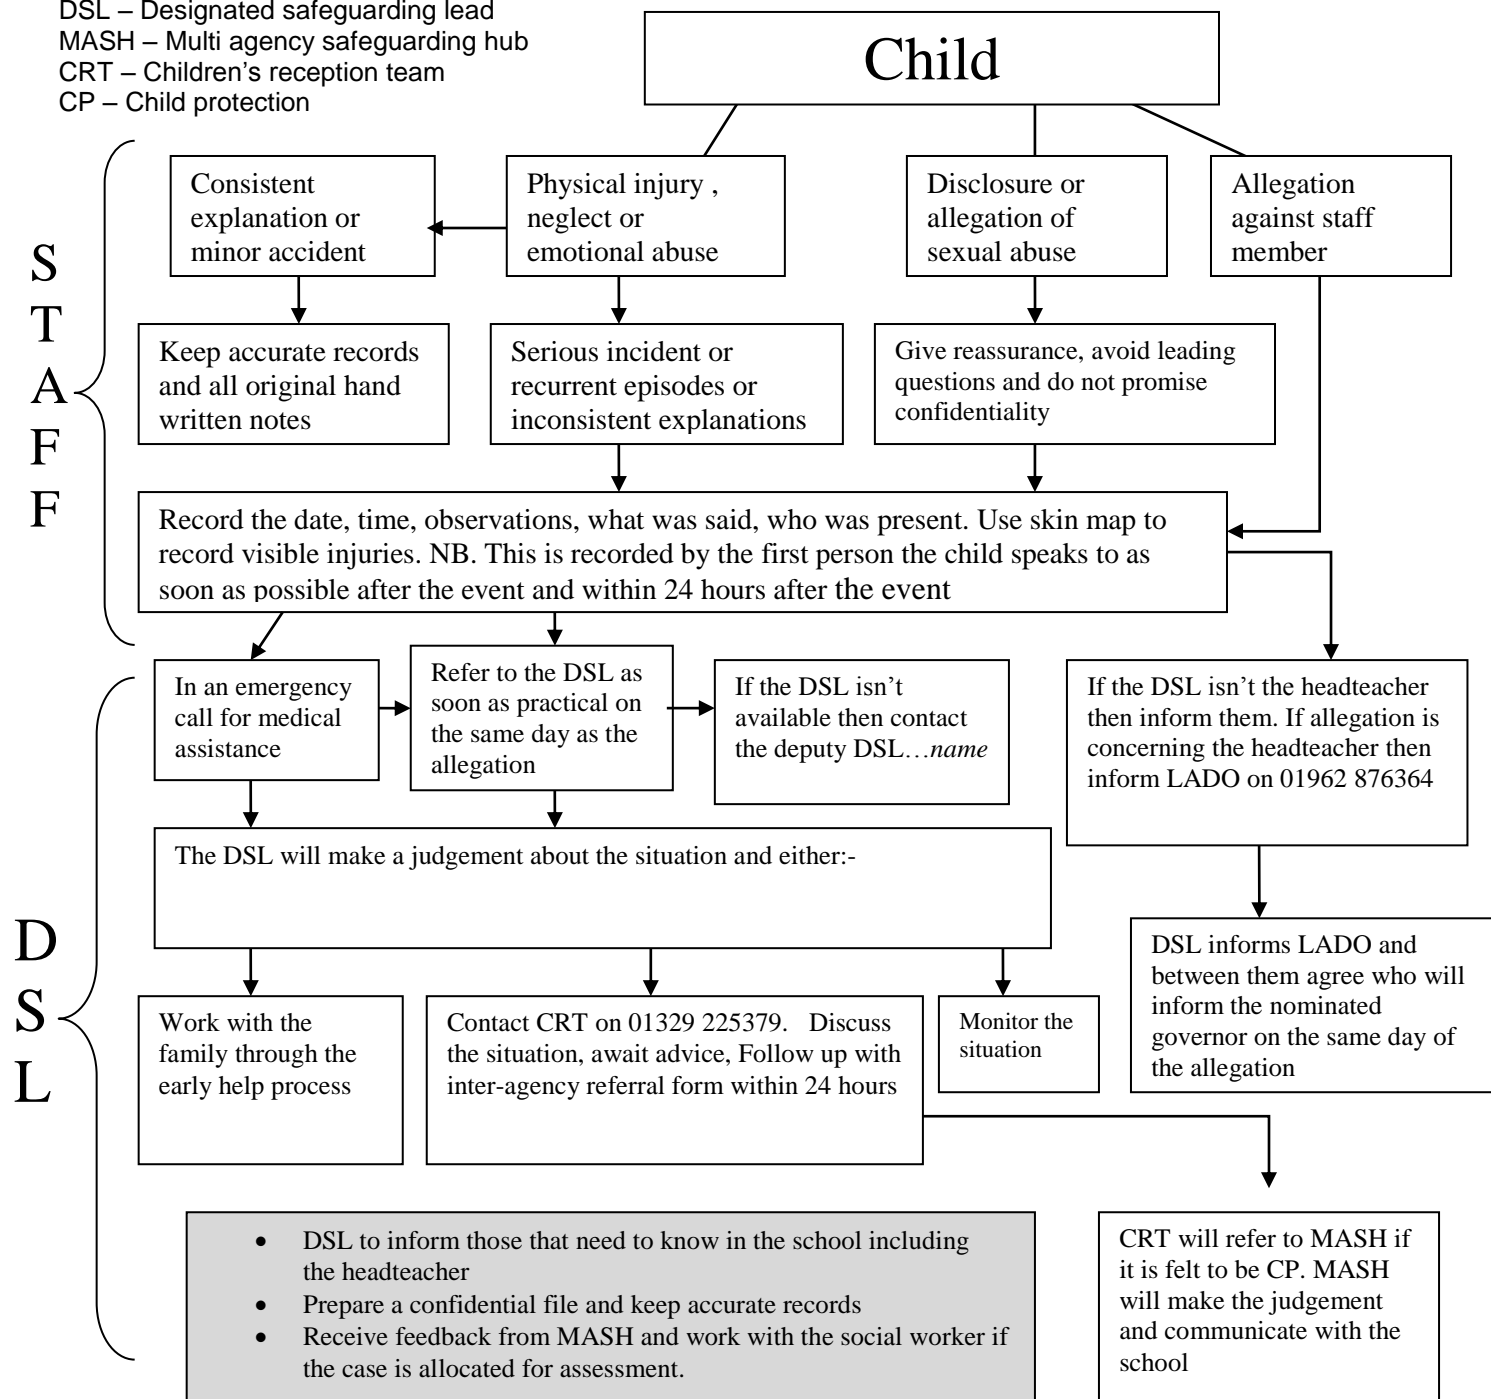 DSL – Designated safeguarding lead
MASH – Multi agency safeguarding hub
CRT – Children's reception team
CP – Child protection
Child
Consistent
explanation or
minor accident
Physical injury ,
neglect or
emotional abuse
Disclosure or
allegation of
sexual abuse
Allegation
against staff
member
S
T
A
F
F
Keep accurate records
and all original hand
written notes
Serious incident or
recurrent episodes or
inconsistent explanations
Give reassurance, avoid leading
questions and do not promise
confidentiality
Record the date, time, observations, what was said, who was present. Use skin map to
record visible injuries. NB. This is recorded by the first person the child speaks to as
soon as possible after the event and within 24 hours after the event
In an emergency
call for medical
assistance
Refer to the DSL as
soon as practical on
the same day as the
allegation
If the DSL isn't
available then contact
the deputy DSL…name
If the DSL isn't the headteacher
then inform them. If allegation is
concerning the headteacher then
inform LADO on 01962 876364
The DSL will make a judgement about the situation and either:-
D
S
L
DSL informs LADO and
between them agree who will
inform the nominated
governor on the same day of
the allegation
Work with the
family through the
early help process
Contact CRT on 01329 225379. Discuss
the situation, await advice, Follow up with
inter-agency referral form within 24 hours
Monitor the
situation
• DSL to inform those that need to know in the school including
the headteacher
• Prepare a confidential file and keep accurate records
• Receive feedback from MASH and work with the social worker if
the case is allocated for assessment.
CRT will refer to MASH if
it is felt to be CP. MASH
will make the judgement
and communicate with the
school